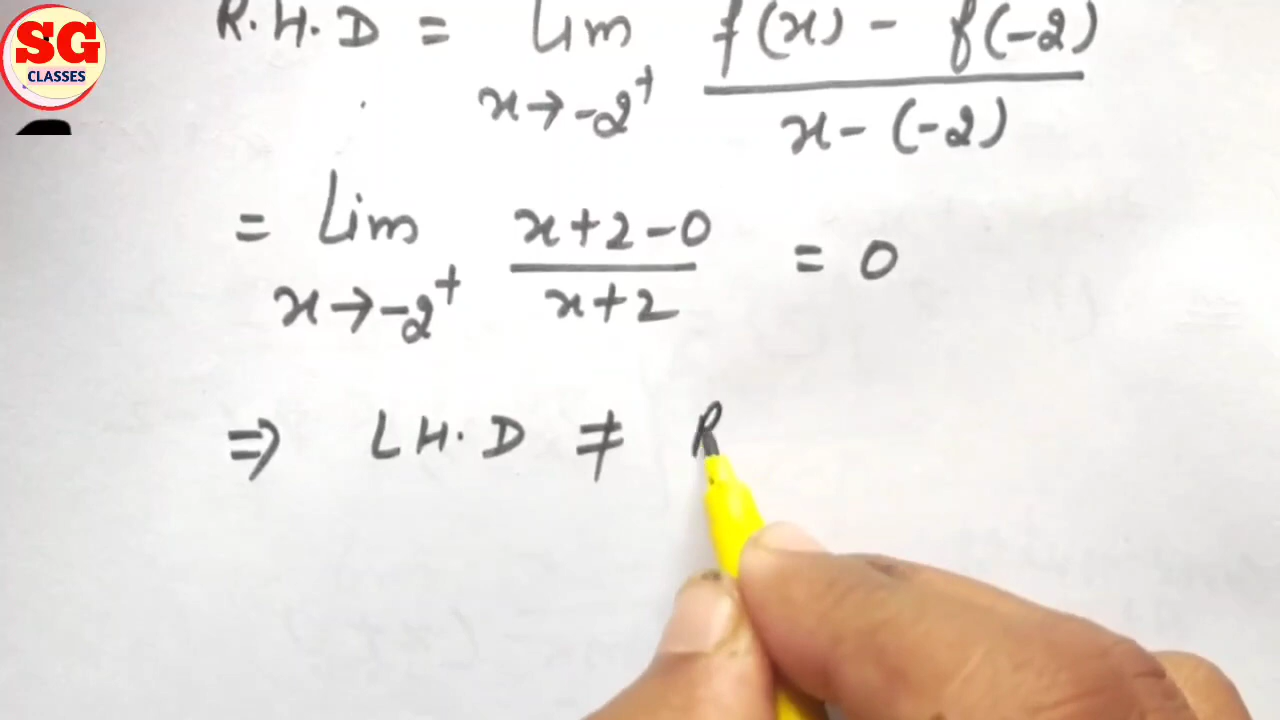 SG
CLASSES
R.H.D = Lim f(x) - f(-2)
x→-2⁺ x-(-2)
= Lim x+2-0 = 0
x→-2⁺ x+2
⇒ LH.D ≠ R